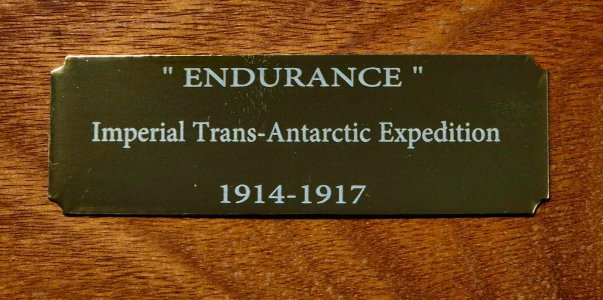 " ENDURANCE "
Imperial Trans-Antarctic Expedition
1914-1917